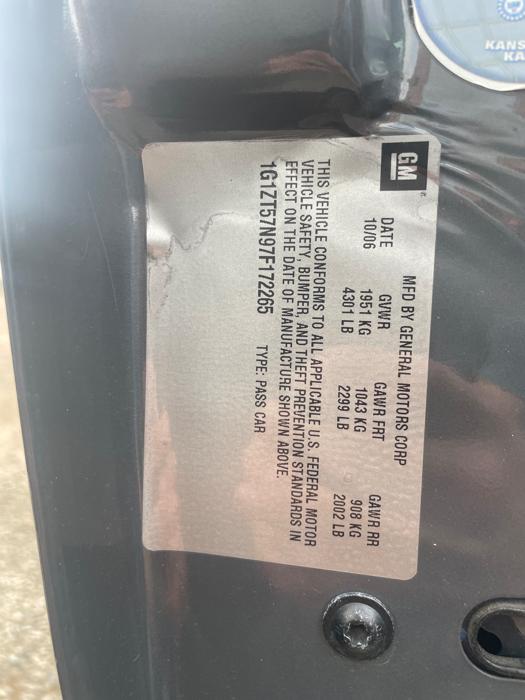 GM
MFD BY GENERAL MOTORS CORP
DATE GVWR GAWR FRT GAWR RR
10/06 1951 KG 1043 KG 908 KG
4301 LB 2299 LB 2002 LB
THIS VEHICLE CONFORMS TO ALL APPLICABLE U.S. FEDERAL MOTOR
VEHICLE SAFETY, BUMPER, AND THEFT PREVENTION STANDARDS IN
EFFECT ON THE DATE OF MANUFACTURE SHOWN ABOVE.
1G1ZT57N97F172265 TYPE: PASS CAR